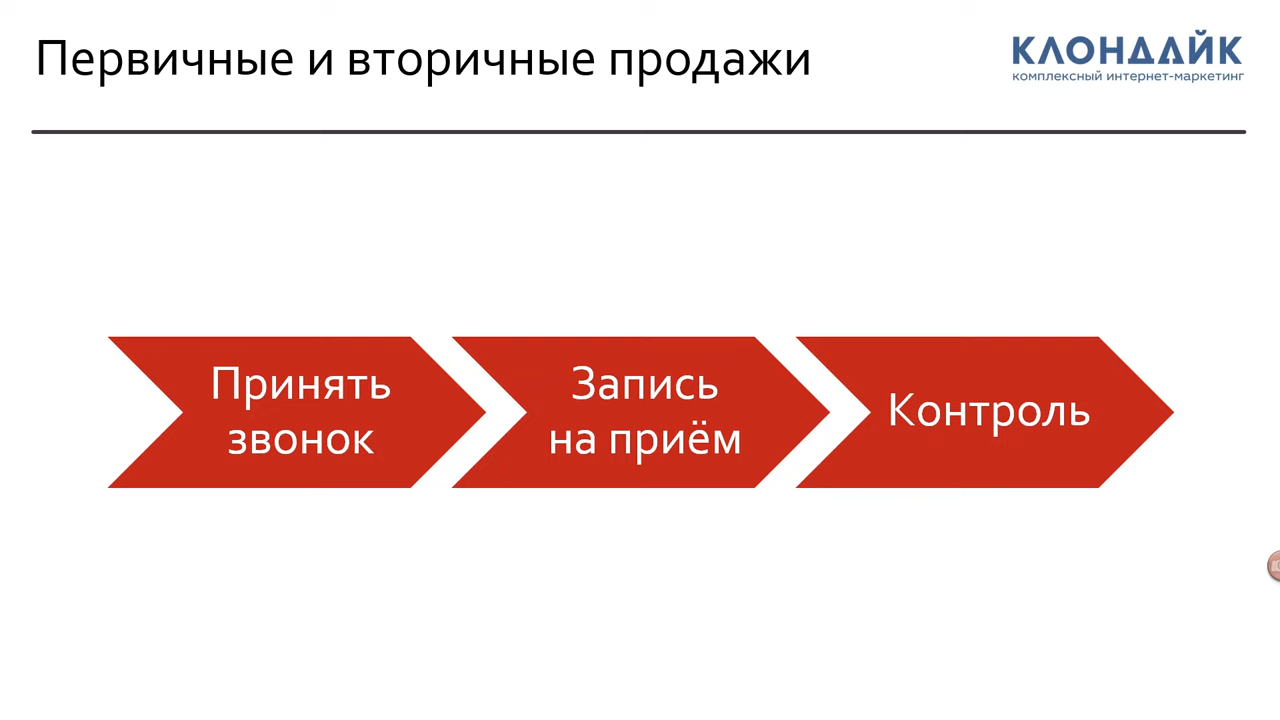 Первичные и вторичные продажи
КЛОНДАЙК
комплексный интернет-маркетинг
Принять
звонок
Запись
на приём
Контроль